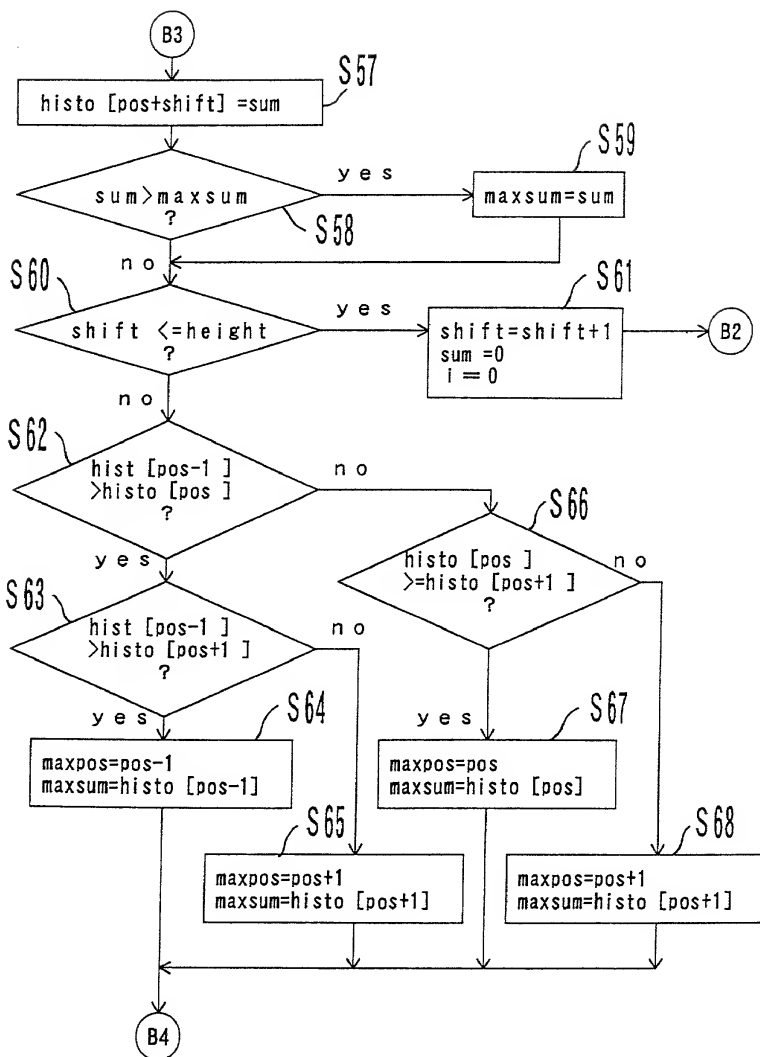 B3
S57
histo [pos+shift] =sum
S59
yes
sum>maxsum
?
maxsum=sum
S58
no
S60
S61
yes
shift <=height
?
shift=shift+1
sum =0
i = 0
B2
no
S62
hist [pos-1 ]
>histo [pos ]
?
no
S66
yes
histo [pos ]
>=histo [pos+1 ]
?
no
S63
hist [pos-1 ]
>histo [pos+1 ]
?
no
yes
S64
yes
S67
maxpos=pos-1
maxsum=histo [pos-1]
maxpos=pos
maxsum=histo [pos]
S65
S68
maxpos=pos+1
maxsum=histo [pos+1]
maxpos=pos+1
maxsum=histo [pos+1]
B4